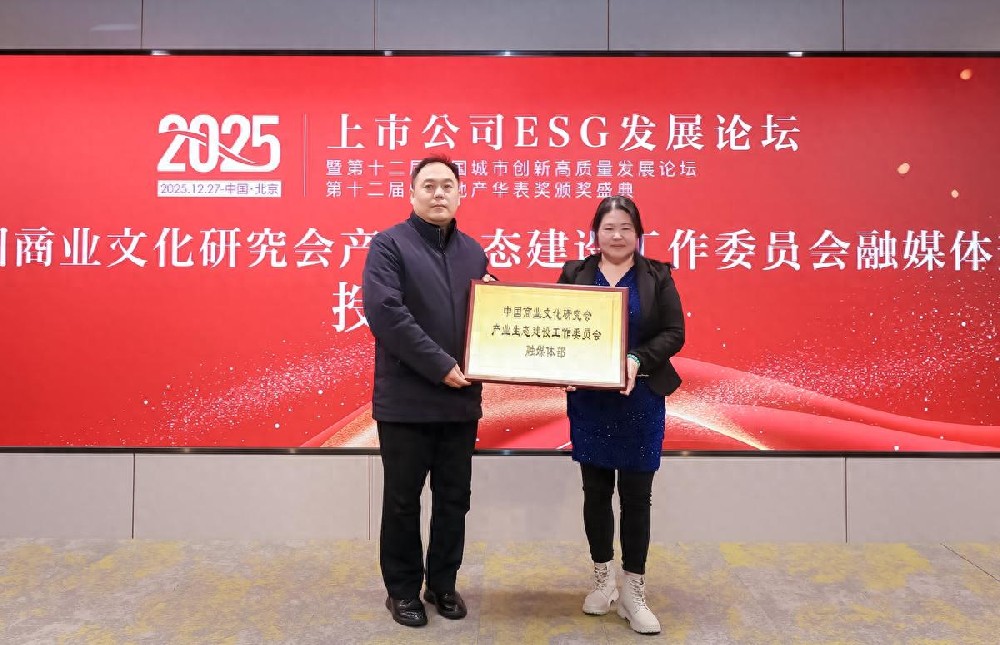 2025
2025.12.27-中国·北京
上市公司ESG发展论坛
暨第十二届 国城市创新高质量发展论坛
第十二届 地产华表奖颁奖盛典
商业文化研究会产 态建设工作委员会融媒体
中国商业文化研究会
产业生态建设工作委员会
融媒体部